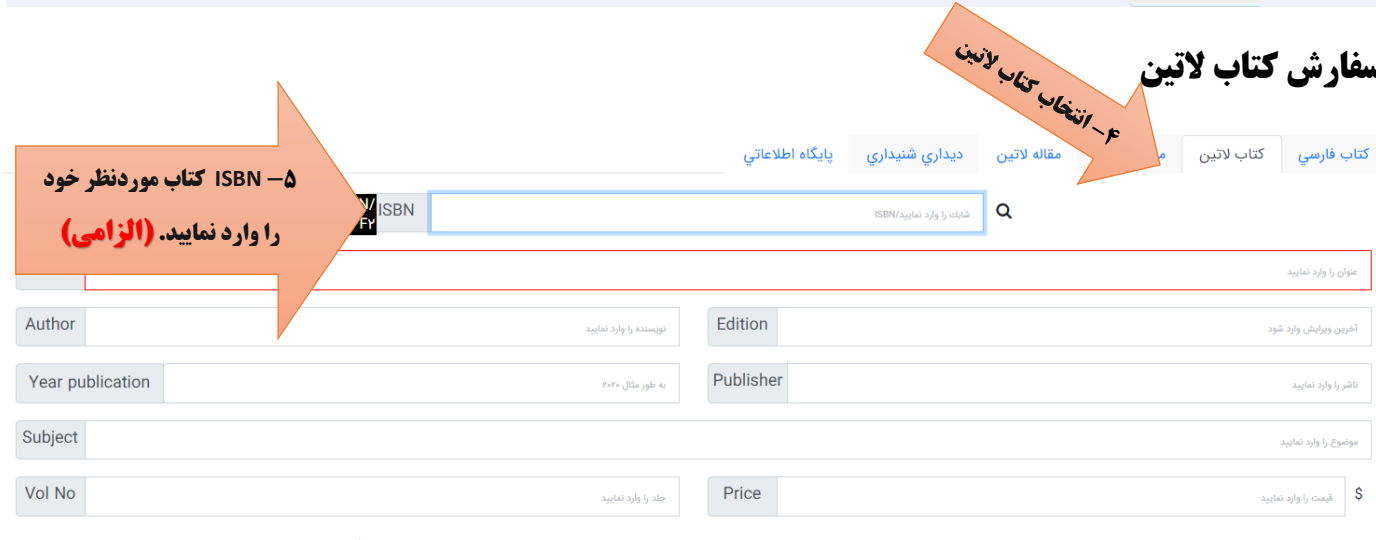 سفارش کتاب لاتین
۴- انتخاب کتاب لاتین
کتاب فارسي
کتاب لاتین
مقاله لاتین
دیداري شنیداري
پایگاه اطلاعاتي
۵- ISBN کتاب موردنظر خود
را وارد نمایید. (الزامی)
ISBN
شابك را وارد نمایید/ISBN
عنوان را وارد نمایید
Author
نویسنده را وارد نمایید
Edition
آخرین ویرایش وارد شود
Year publication
به طور مثال ۲۰۲۰
Publisher
ناشر را وارد نمایید
Subject
موضوع را وارد نمایید
Vol No
جلد را وارد نمایید
Price
قیمت را وارد نمایید
$